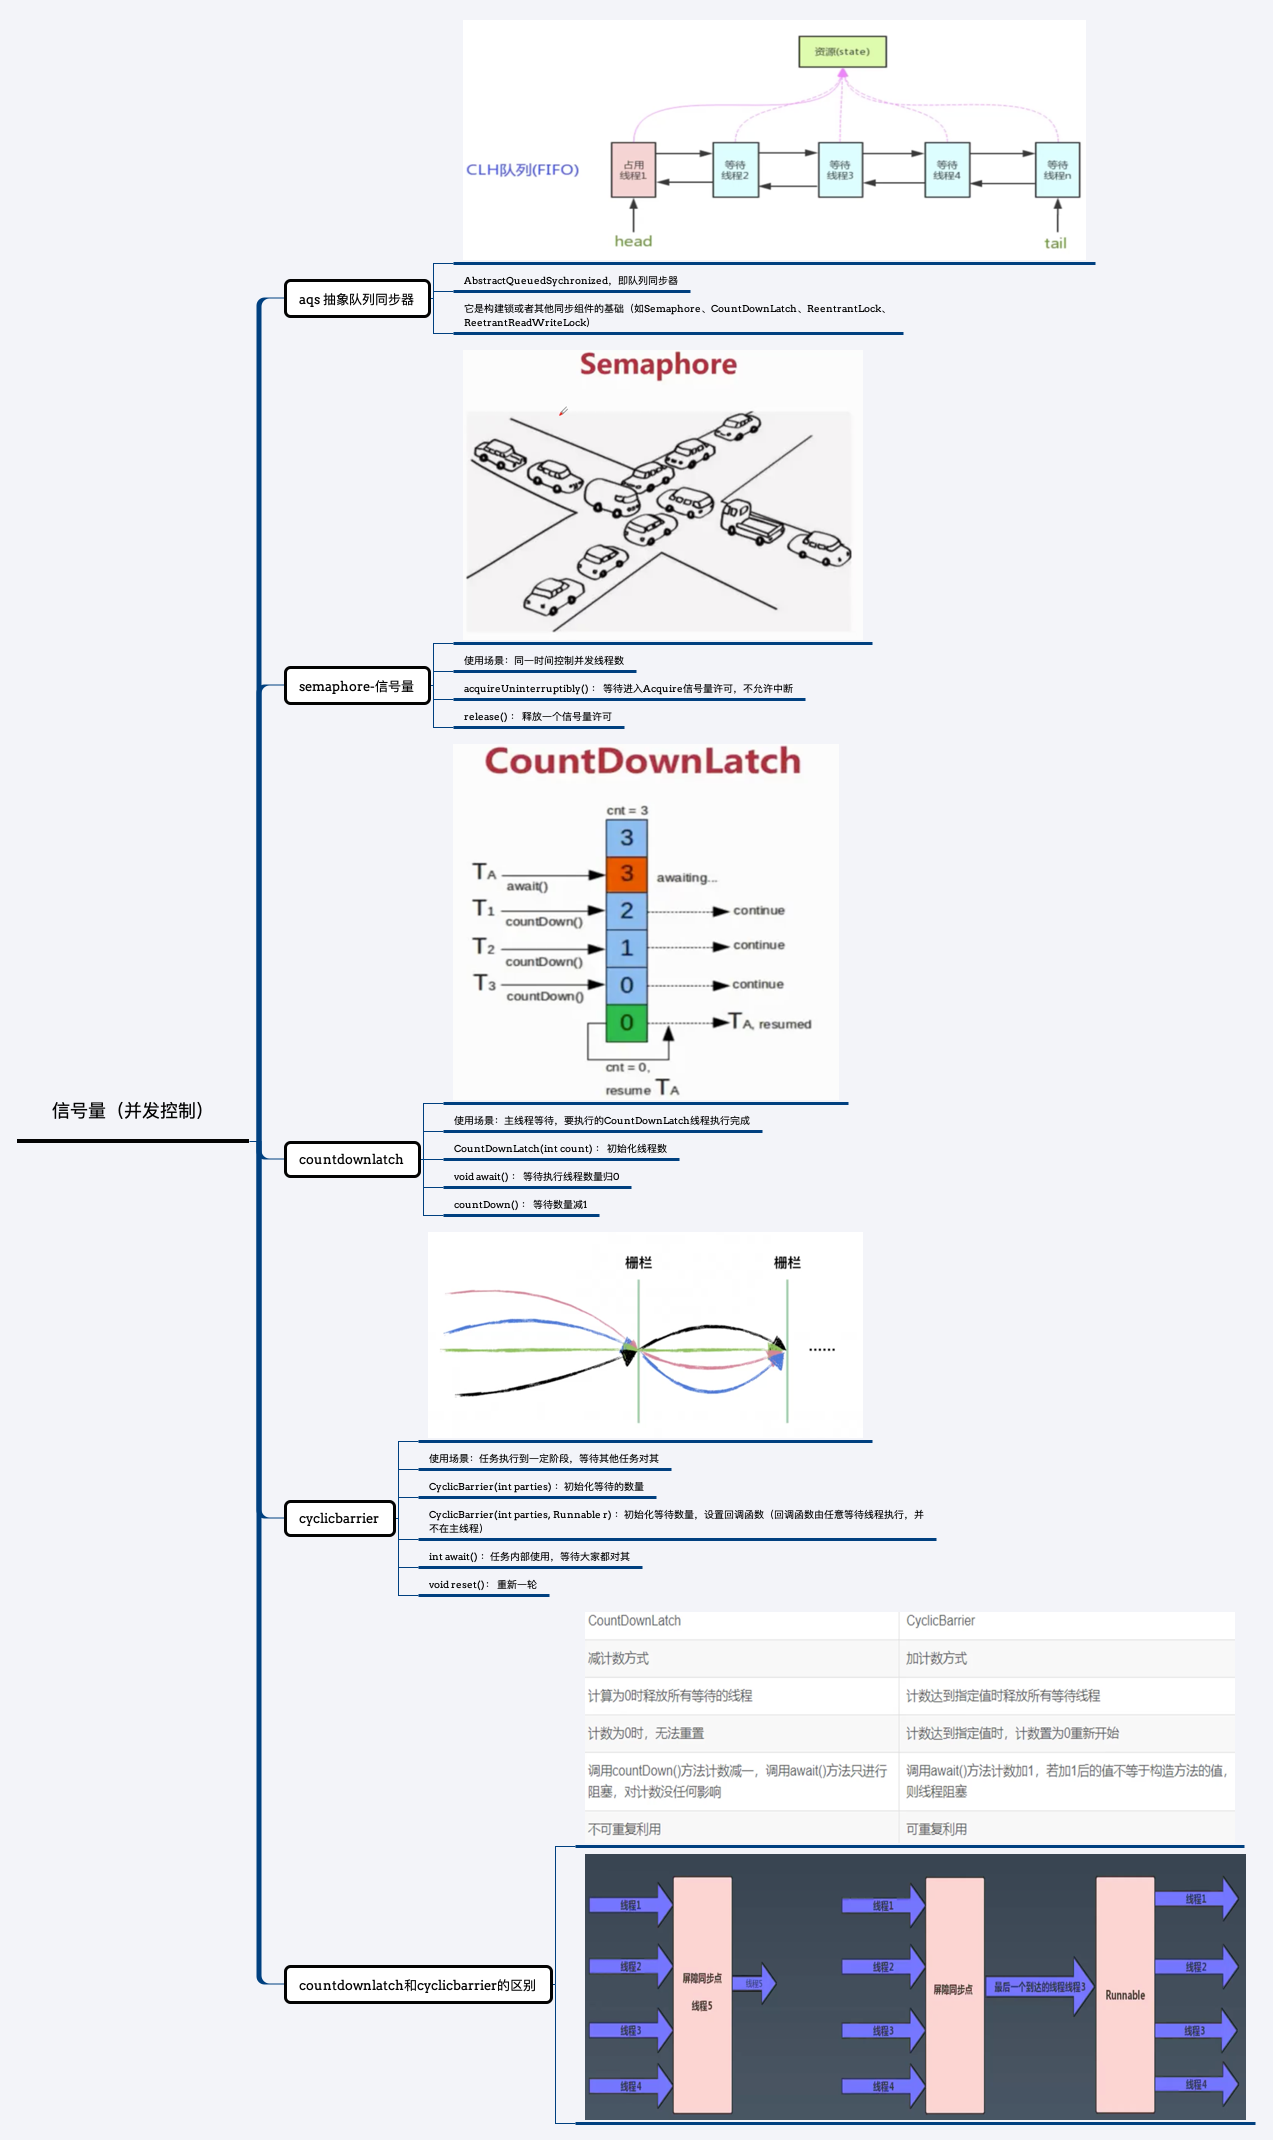 信号量（并发控制）
资源(state)
CLH队列(FIFO)
占用
线程1
等待
线程2
等待
线程3
等待
线程4
等待
线程n
head
tail
aqs 抽象队列同步器
AbstractQueuedSychronized，即队列同步器
它是构建锁或者其他同步组件的基础（如Semaphore、CountDownLatch、ReentrantLock、
ReetrantReadWriteLock）
Semaphore
semaphore-信号量
使用场景：同一时间控制并发线程数
acquireUninterruptibly()： 等待进入Acquire信号量许可，不允许中断
release()： 释放一个信号量许可
CountDownLatch
cnt = 3
3
TA
await()
3
awaiting...
T1
countDown()
2
continue
T2
countDown()
1
continue
T3
countDown()
0
continue
0
TA, resumed
cnt = 0,
resume TA
countdownlatch
使用场景：主线程等待，要执行的CountDownLatch线程执行完成
CountDownLatch(int count)： 初始化线程数
void await()： 等待执行线程数量归0
countDown()： 等待数量减1
栅栏
栅栏
······
cyclicbarrier
使用场景：任务执行到一定阶段，等待其他任务对其
CyclicBarrier(int parties)：初始化等待的数量
CyclicBarrier(int parties, Runnable r)：初始化等待数量，设置回调函数（回调函数由任意等待线程执行，并
不在主线程）
int await()：任务内部使用，等待大家都对其
void reset()： 重新一轮
countdownlatch和cyclicbarrier的区别
CountDownLatch
CyclicBarrier
减计数方式
加计数方式
计算为0时释放所有等待的线程
计数达到指定值时释放所有等待线程
计数为0时，无法重置
计数达到指定值时，计数置为0重新开始
调用countDown()方法计数减一，调用await()方法只进行
阻塞，对计数没任何影响
调用await()方法计数加1，若加1后的值不等于构造方法的值，
则线程阻塞
不可重复利用
可重复利用
线程1
线程2
线程3
线程4
屏障同步点
线程5
线程5
线程1
线程2
线程3
线程4
屏障同步点
最后一个到达的线程线程3
Runnable
线程1
线程2
线程3
线程4